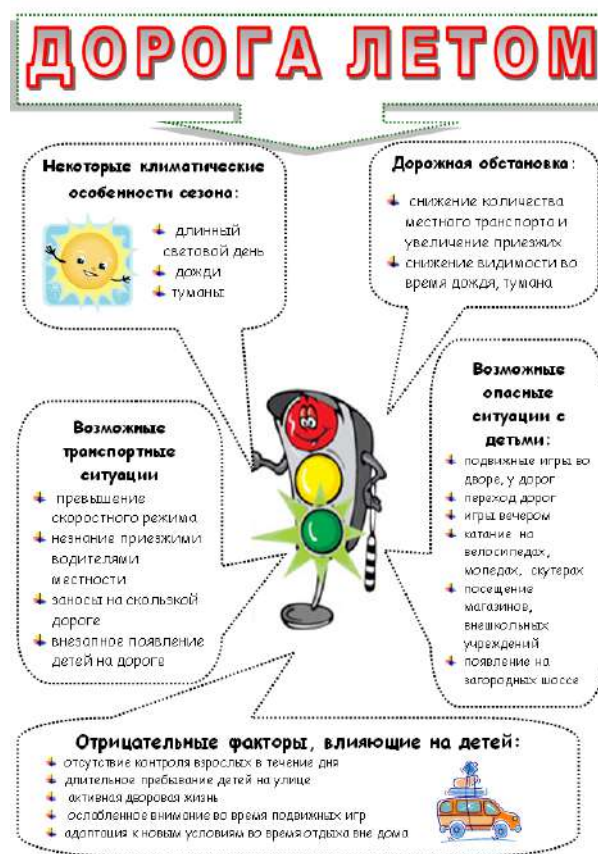 ДОРОГА ЛЕТОМ
Некоторые климатические
особенности сезона:
длинный
световой день
дожди
туманы
Дорожная обстановка:
снижение количества
местного транспорта и
увеличение приезжих
снижение видимости во
время дождя, тумана
Возможные
транспортные
ситуации
превышение
скоростного режима
незнание приезжими
водителями
местности
заносы на скользкой
дороге
внезапное появление
детей на дороге
Возможные
опасные
ситуации с
детьми:
подвижные игры во
дворе, у дорог
переход дорог
игры вечером
катание на
велосипедах,
мопедах, скутерах
посещение
магазинов,
внешкольных
учреждений
появление на
загородных шоссе
Отрицательные факторы, влияющие на детей:
отсутствие контроля взрослых в течение дня
длительное пребывание детей на улице
активная дворовая жизнь
ослабленное внимание во время подвижных игр
адаптация к новым условиям во время отдыха вне дома